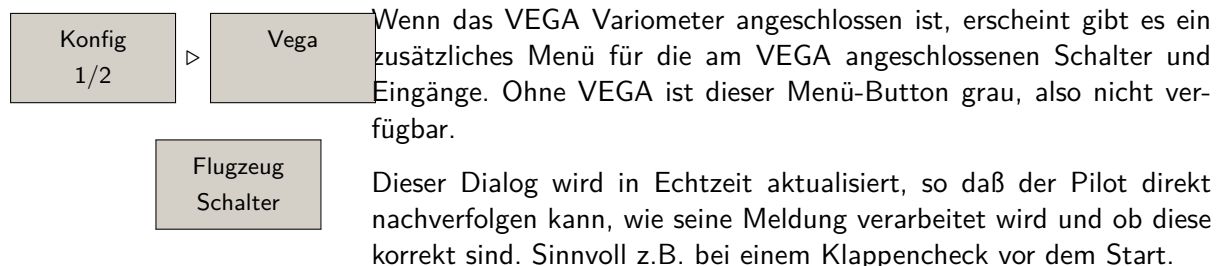 Konfig
1/2
▷
Vega
Flugzeug
Schalter
Wenn das VEGA Variometer angeschlossen ist, erscheint gibt es ein
zusätzliches Menü für die am VEGA angeschlossenen Schalter und
Eingänge. Ohne VEGA ist dieser Menü-Button grau, also nicht ver-
fügbar.
Dieser Dialog wird in Echtzeit aktualisiert, so daß der Pilot direkt
nachverfolgen kann, wie seine Meldung verarbeitet wird und ob diese
korrekt sind. Sinnvoll z.B. bei einem Klappencheck vor dem Start.